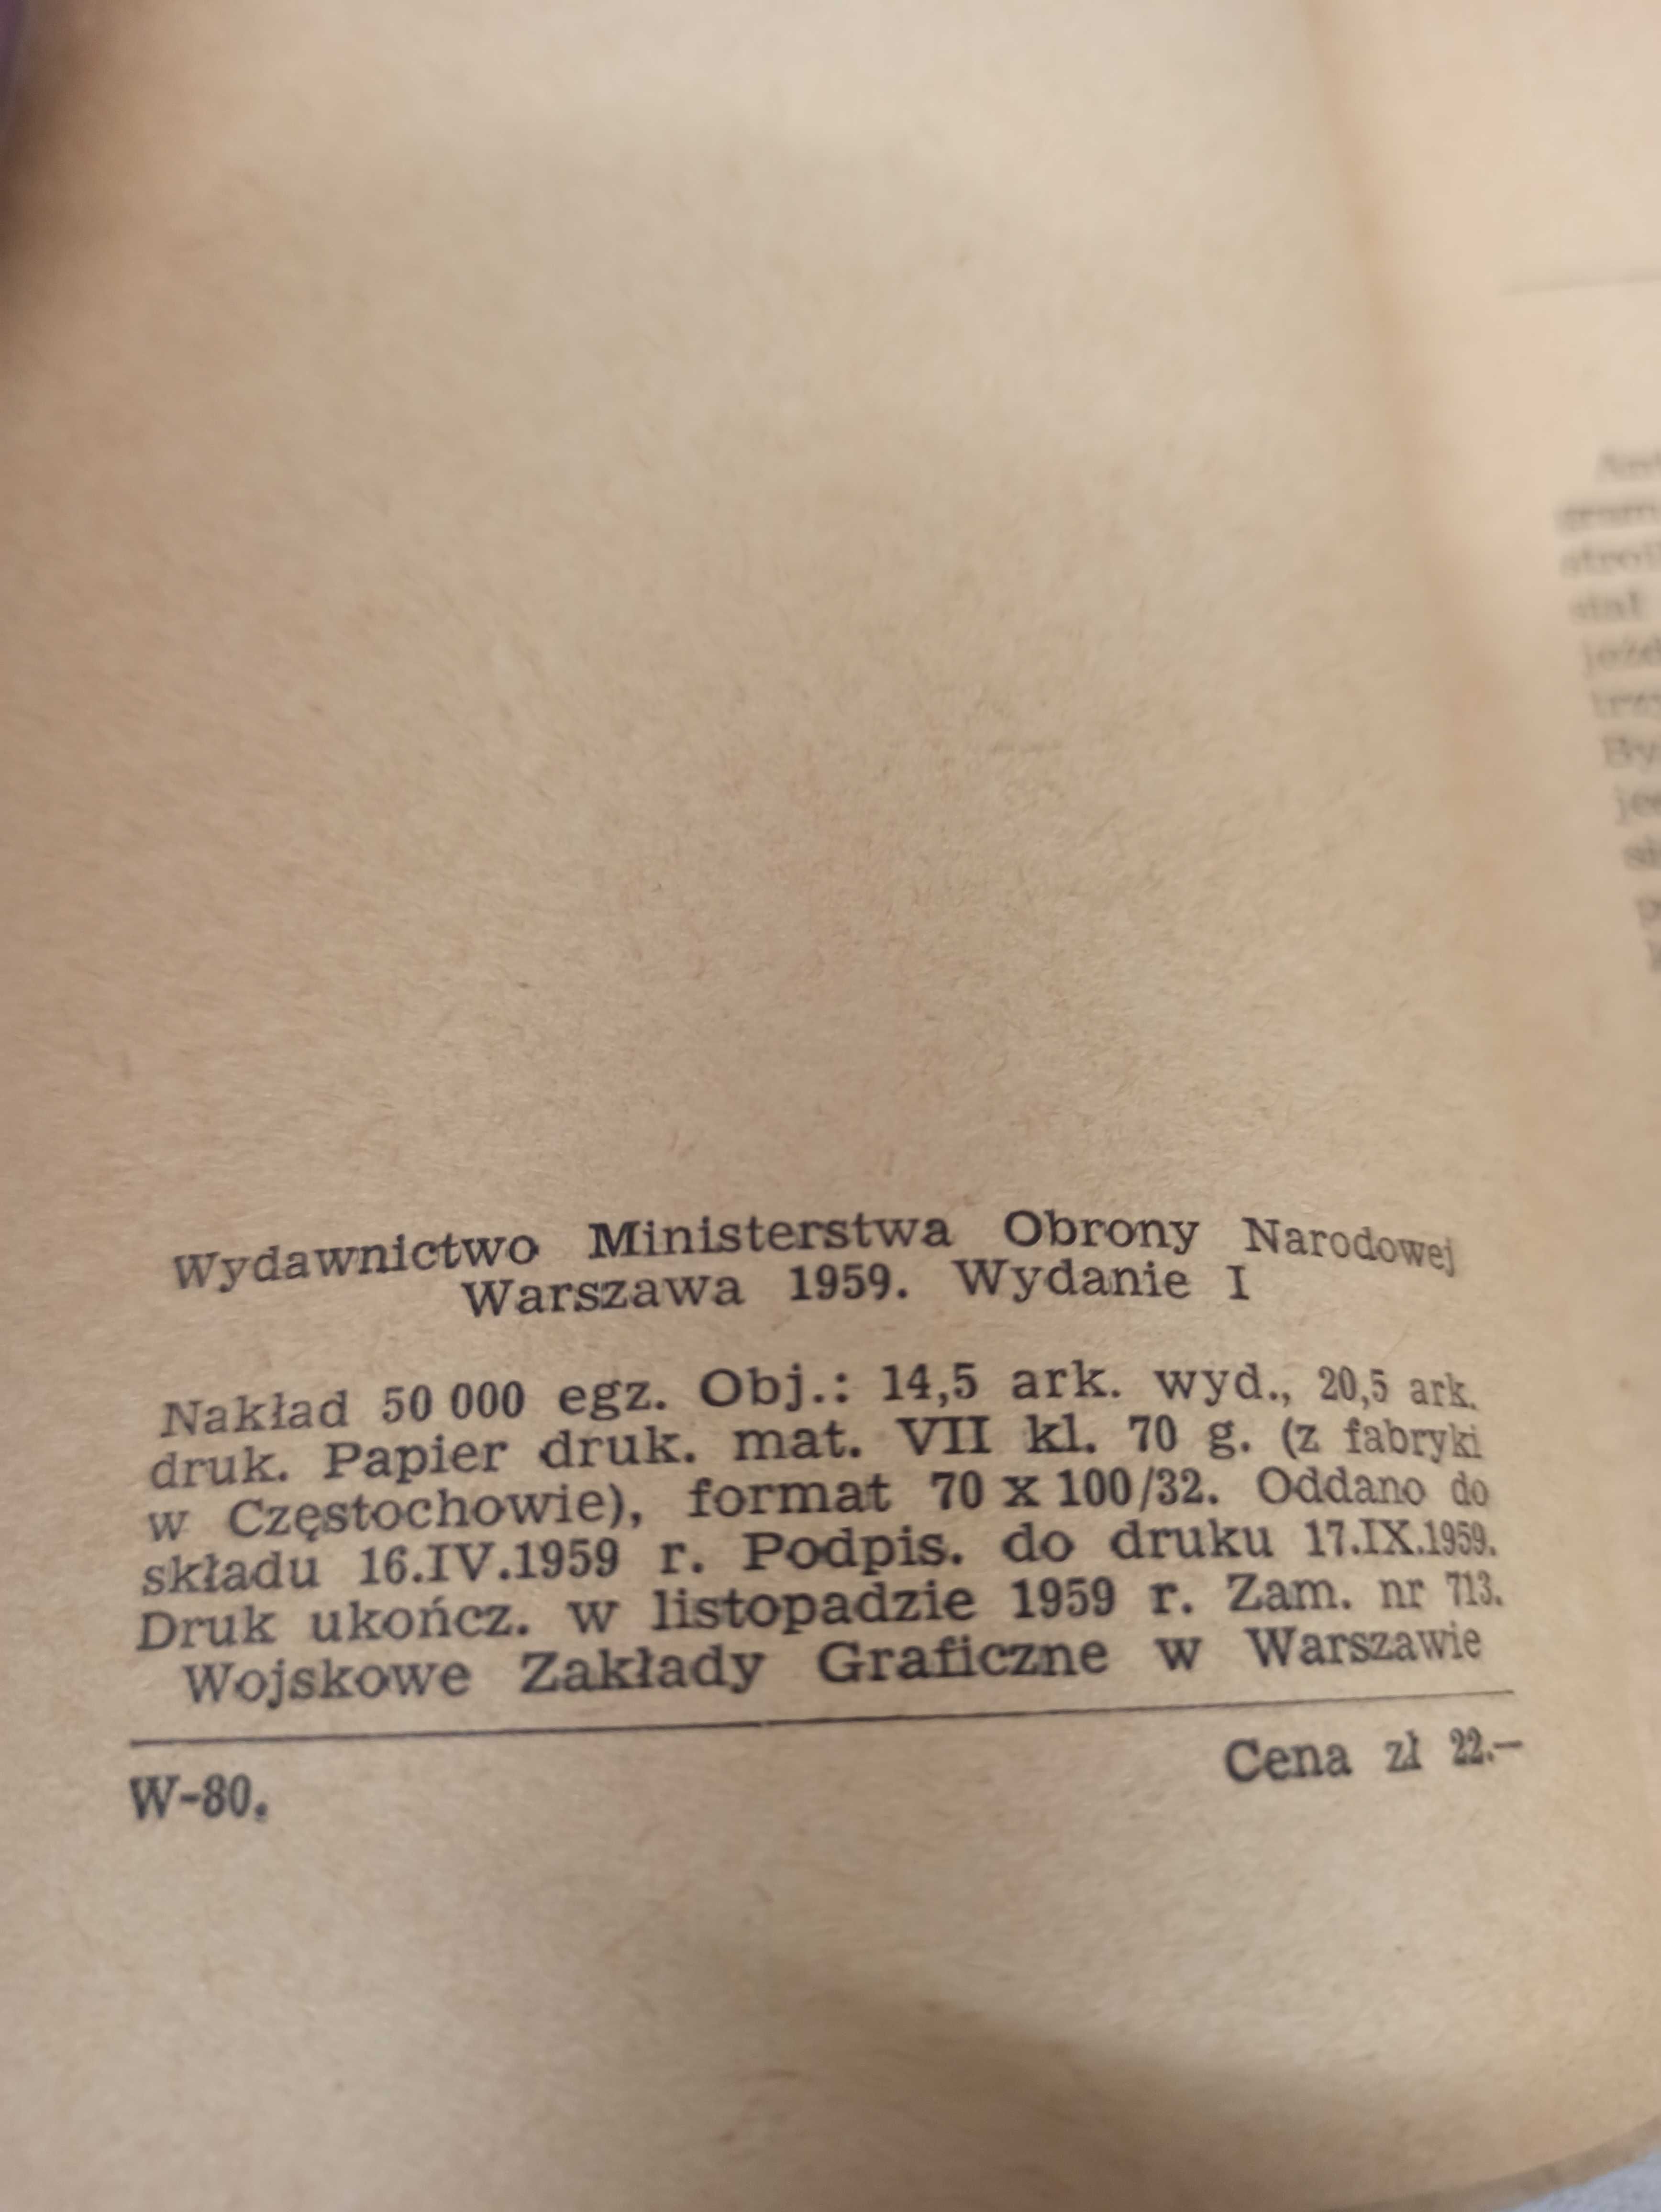 Wydawnictwo Ministerstwa Obrony Narodowej
Warszawa 1959. Wydanie I
Nakład 50 000 egz. Obj.: 14,5 ark. wyd., 20,5 ark.
druk. Papier druk. mat. VII kl. 70 g. (z fabryki
w Częstochowie), format 70 x 100/32. Oddano do
składu 16.IV.1959 r. Podpis. do druku 17.IX.1959.
Druk ukończ. w listopadzie 1959 r. Zam. nr 713.
Wojskowe Zakłady Graficzne w Warszawie
W-80.
Cena zł 22.—